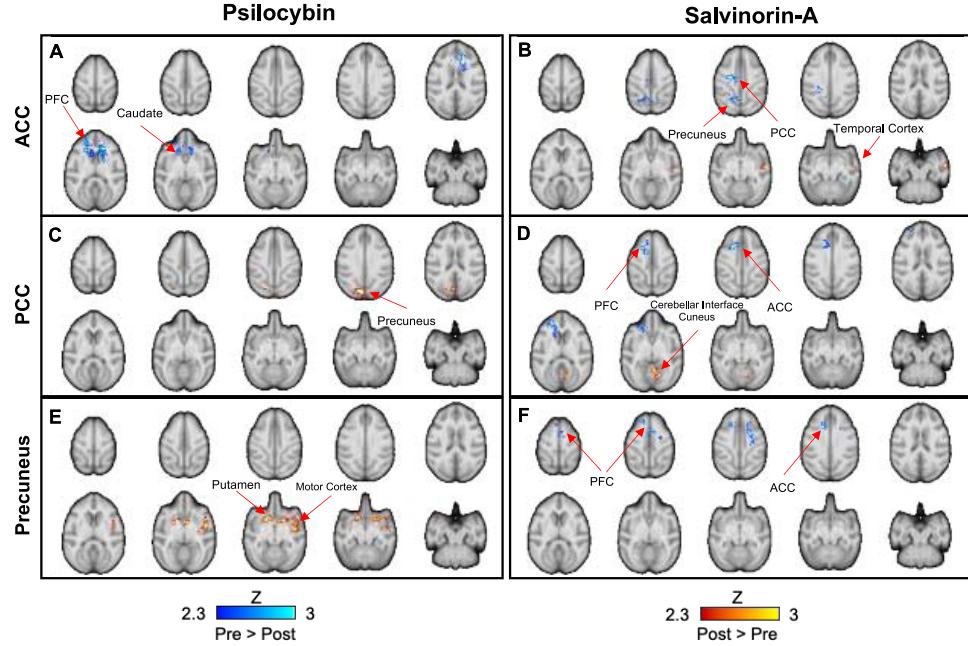 Psilocybin
Salvinorin-A
ACC
A
PFC
Caudate
B
Precuneus
PCC
Temporal Cortex
PCC
C
Precuneus
D
PFC
Cerebellar Interface
Cuneus
ACC
Precuneus
E
Putamen
Motor Cortex
F
PFC
ACC
Z
2.3
3
Pre > Post
Z
2.3
3
Post > Pre